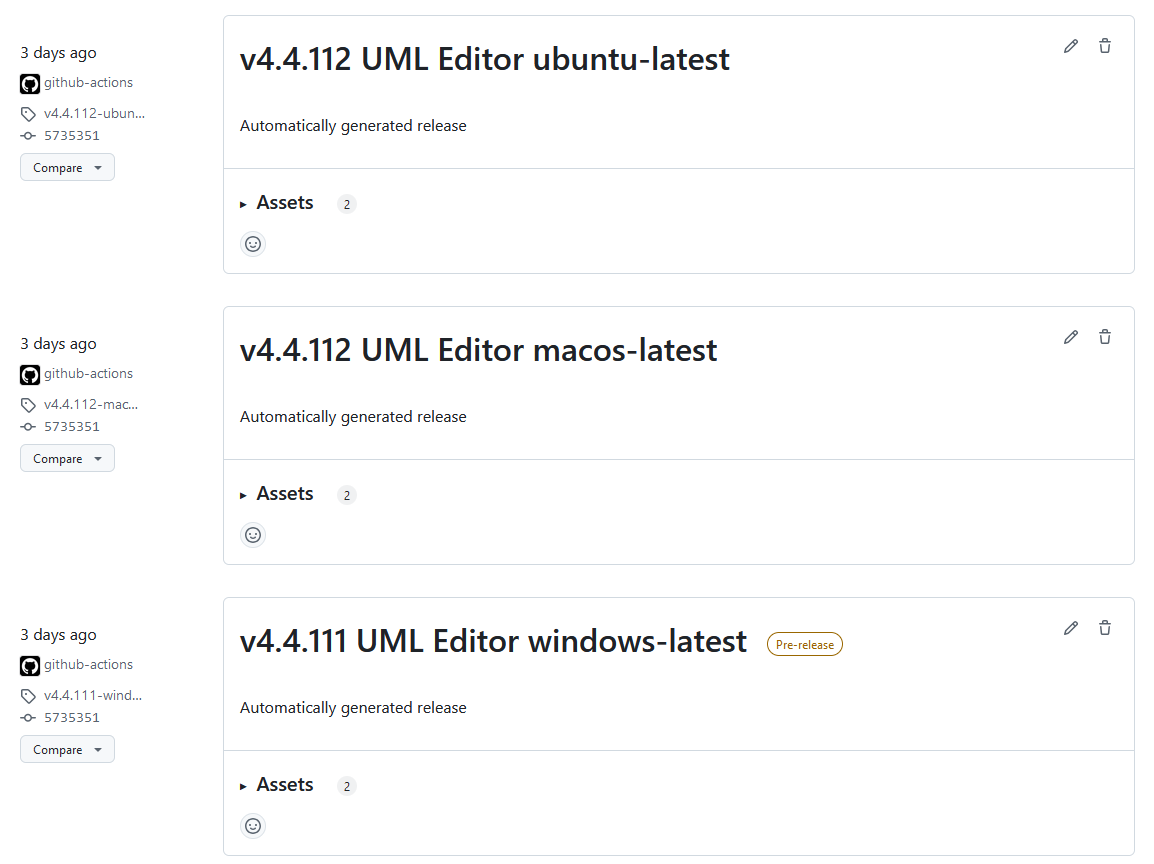 3 days ago
github-actions
v4.4.112-ubun...
5735351
Compare
v4.4.112 UML Editor ubuntu-latest
Automatically generated release
Assets 2
3 days ago
github-actions
v4.4.112-mac...
5735351
Compare
v4.4.112 UML Editor macos-latest
Automatically generated release
Assets 2
3 days ago
github-actions
v4.4.111-wind...
5735351
Compare
v4.4.111 UML Editor windows-latest Pre-release
Automatically generated release
Assets 2